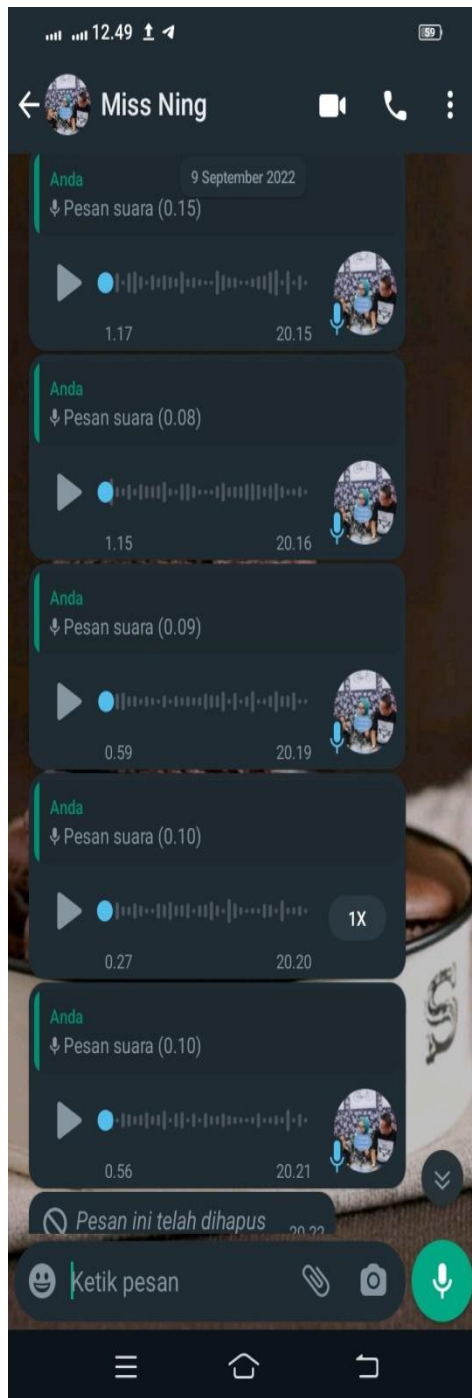 12.49
59
Miss Ning
9 September 2022
Anda
Pesan suara (0.15)
1.17 20.15
Anda
Pesan suara (0.08)
1.15 20.16
Anda
Pesan suara (0.09)
0.59 20.19
Anda
Pesan suara (0.10)
1X
0.27 20.20
Anda
Pesan suara (0.10)
0.56 20.21
Pesan ini telah dihapus 20.22
Ketik pesan
S